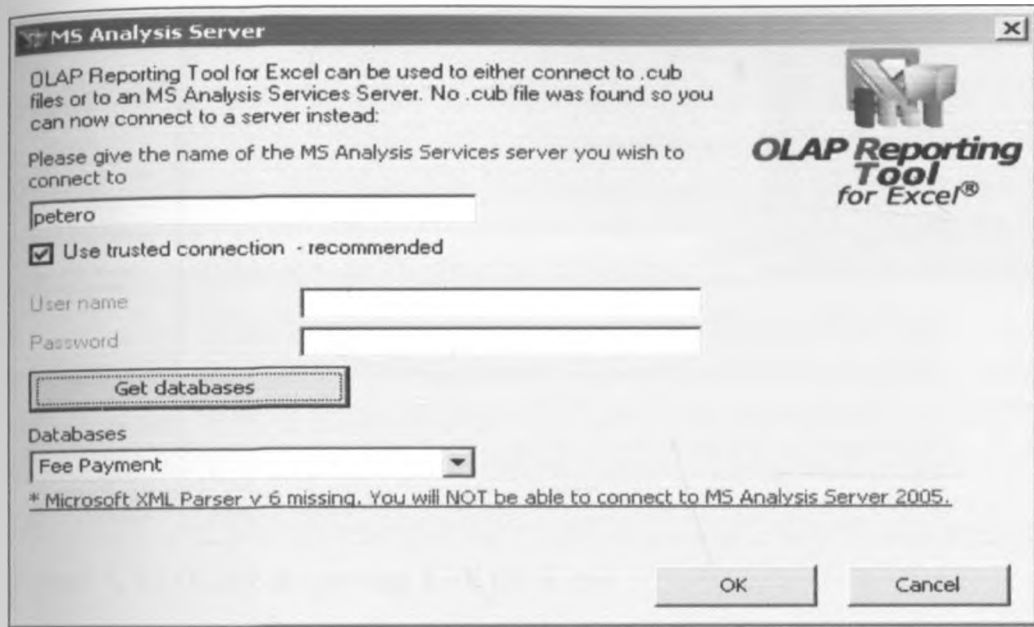 MS Analysis Server
OLAP Reporting Tool for Excel can be used to either connect to .cub
files or to an MS Analysis Services Server. No .cub file was found so you
can now connect to a server instead:
Please give the name of the MS Analysis Services server you wish to
connect to
OLAP Reporting
Tool
for Excel®
petero
Use trusted connection - recommended
User name
Password
Get databases
Databases
Fee Payment
* Microsoft XML Parser v 6 missing. You will NOT be able to connect to MS Analysis Server 2005.
OK
Cancel